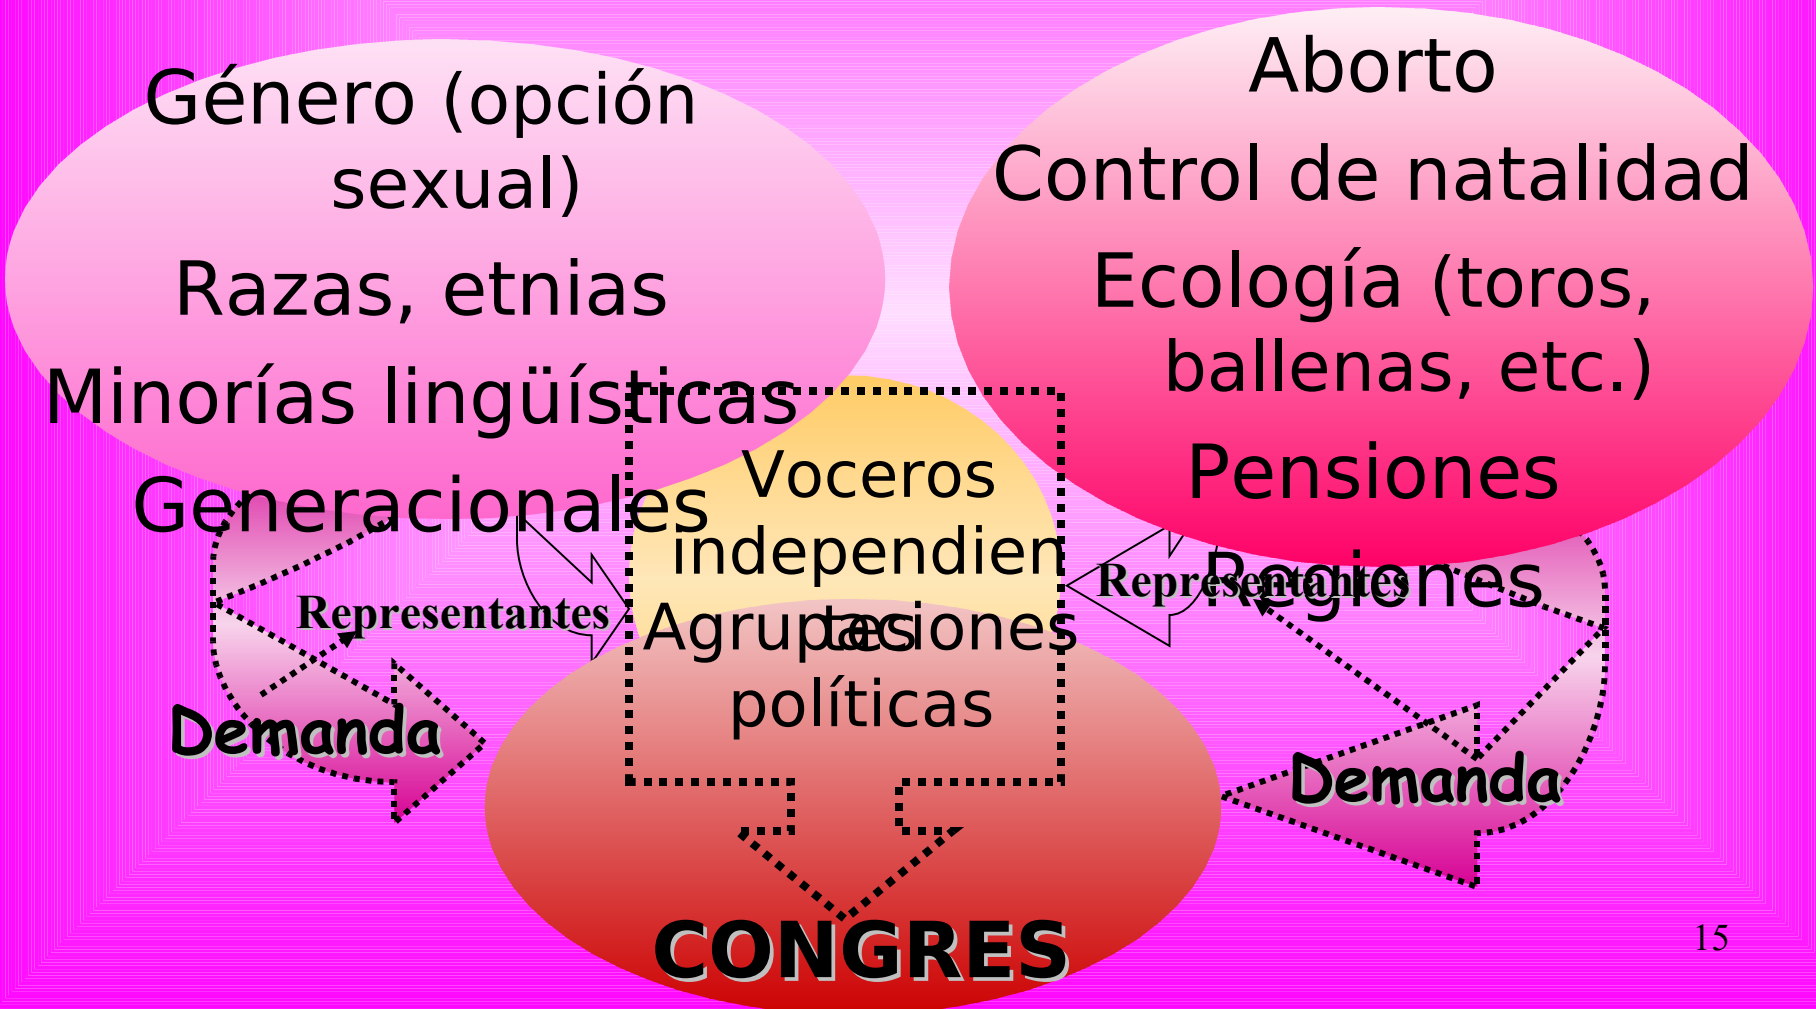 Género (opción
sexual)
Razas, etnias
Minorías lingüísticas
Generacionales
Aborto
Control de natalidad
Ecología (toros,
ballenas, etc.)
Pensiones
Regiones
Voceros
independien
tes
Agrupaciones
políticas
Representantes
Representantes
Demanda
Demanda
CONGRES
15